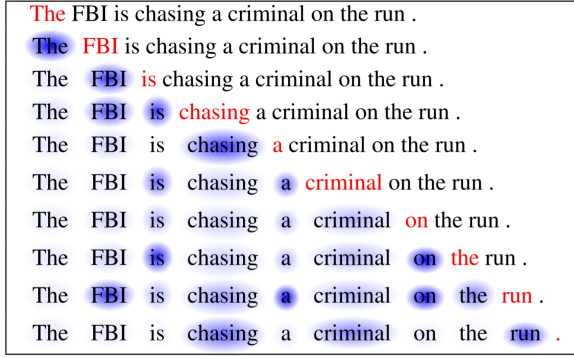 The FBI is chasing a criminal on the run .
The FBI is chasing a criminal on the run .
The FBI is chasing a criminal on the run .
The FBI is chasing a criminal on the run .
The FBI is chasing a criminal on the run .
The FBI is chasing a criminal on the run .
The FBI is chasing a criminal on the run .
The FBI is chasing a criminal on the run .
The FBI is chasing a criminal on the run .
The FBI is chasing a criminal on the run .